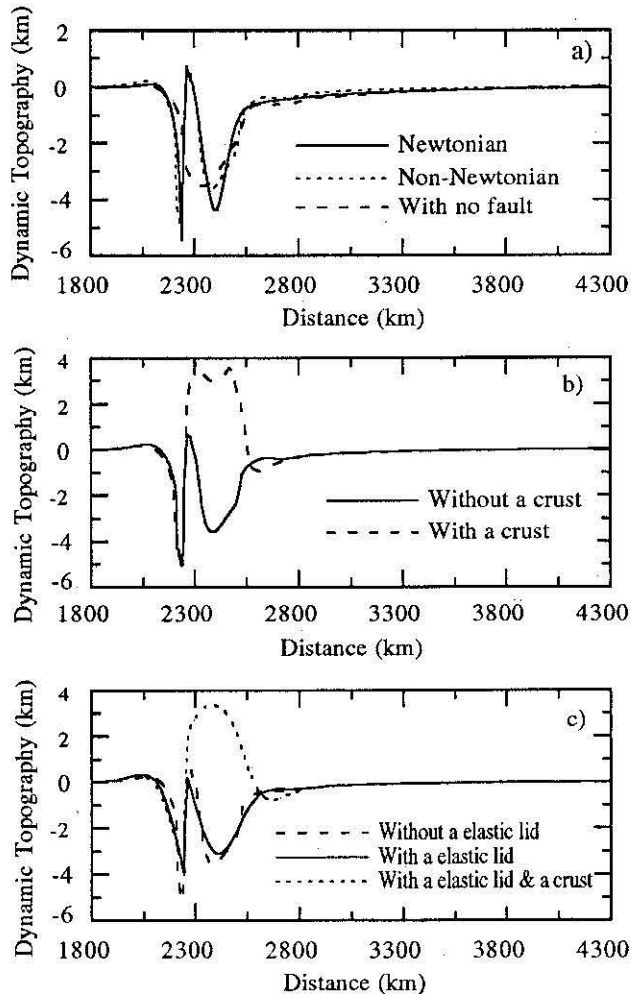 2
0
-2
-4
-6
Dynamic Topography (km)
a)
Newtonian
Non-Newtonian
With no fault
1800 2300 2800 3300 3800 4300
Distance (km)
4
2
0
-2
-4
-6
Dynamic Topography (km)
b)
Without a crust
With a crust
1800 2300 2800 3300 3800 4300
Distance (km)
4
2
0
-2
-4
-6
Dynamic Topography (km)
c)
Without a elastic lid
With a elastic lid
With a elastic lid & a crust
1800 2300 2800 3300 3800 4300
Distance (km)